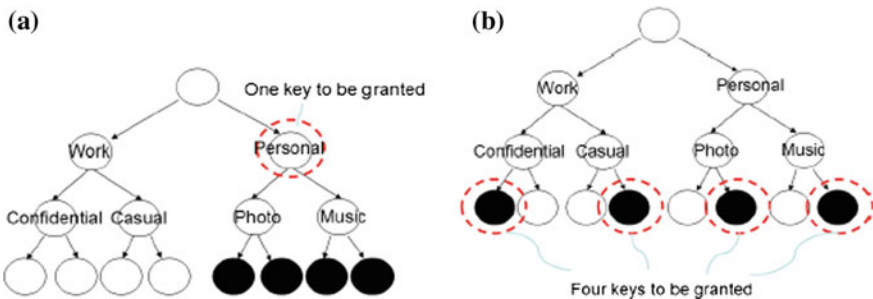 (a)
One key to be granted
Work
Personal
Confidential
Casual
Photo
Music
(b)
Work
Personal
Confidential
Casual
Photo
Music
Four keys to be granted